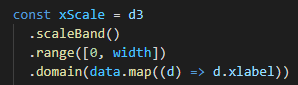 const xScale = d3
.scaleBand()
.range([0, width])
.domain(data.map((d) => d.xlabel))